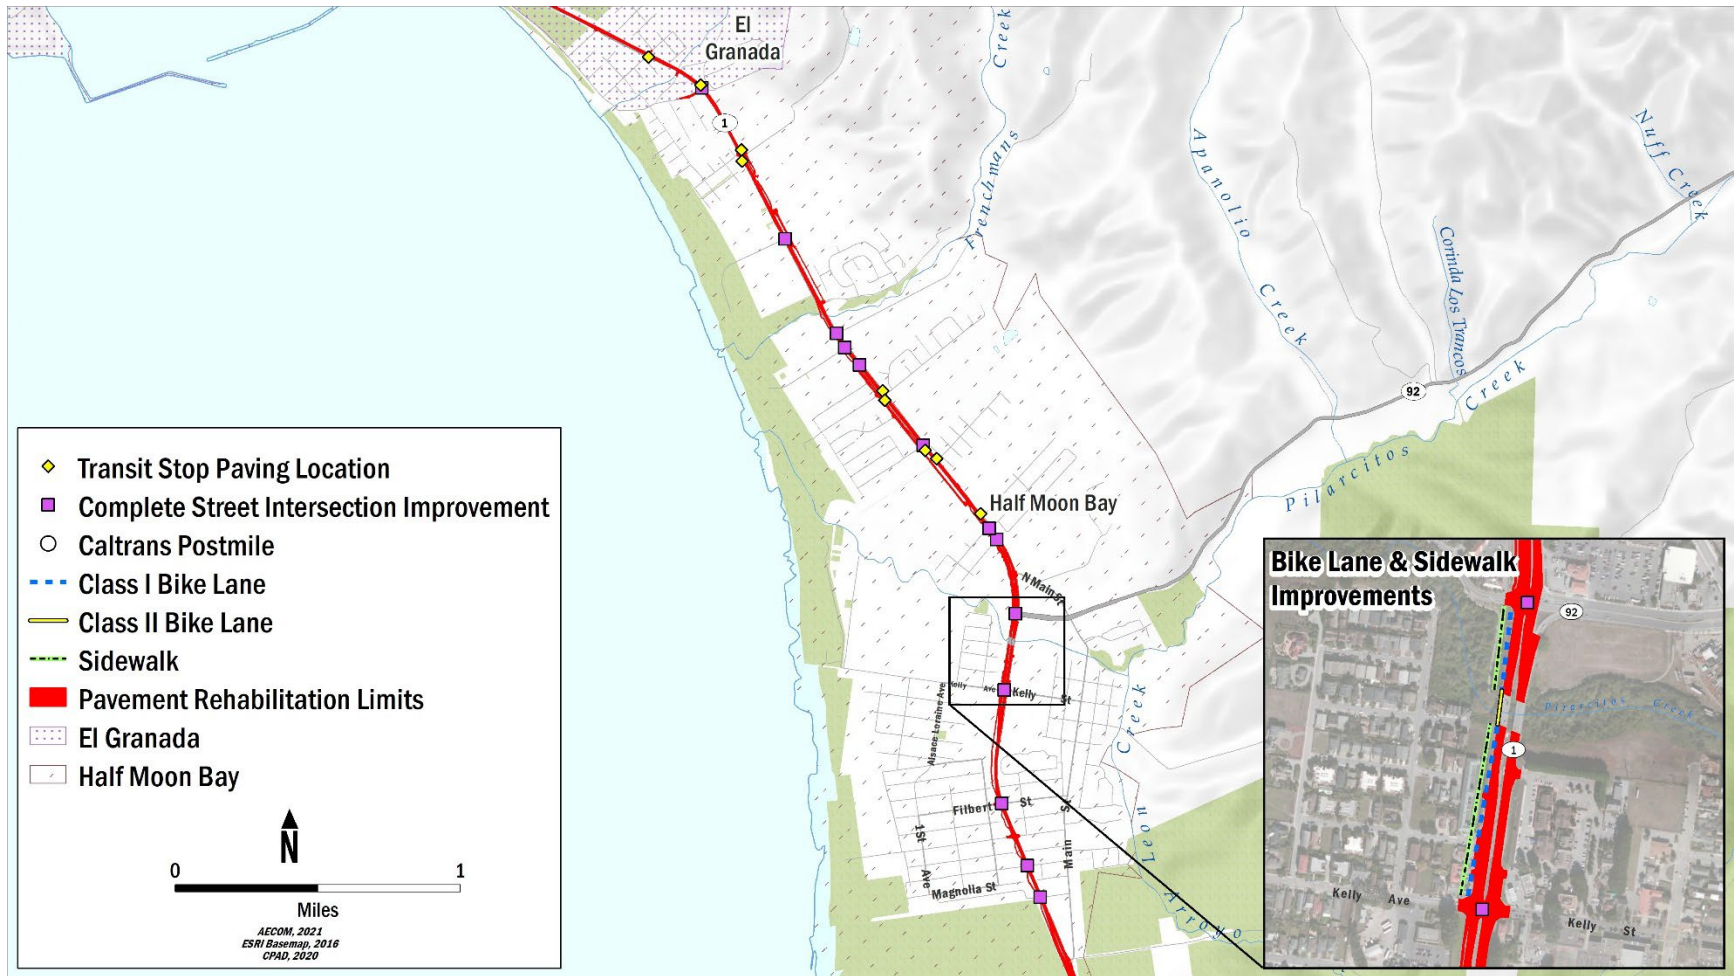 El
Granada
1
Frenchmans Creek
Apanolio Creek
Nuff Creek
Corinda Los Trancos
Creek
92
Pilarcitos
Half Moon Bay
N Main St
Kelly Ave
Kelly St
Alsace Loraine Ave
Filbert St
1St Ave
Main St
Magnolia St
Leon
Creek
Arroyo
Transit Stop Paving Location
Complete Street Intersection Improvement
Caltrans Postmile
Class I Bike Lane
Class II Bike Lane
Sidewalk
Pavement Rehabilitation Limits
El Granada
Half Moon Bay
N
0 1
Miles
AECOM, 2021
ESRI Basemap, 2016
CPAD, 2020
Bike Lane & Sidewalk
Improvements
92
Creek
1
Kelly Ave
Kelly St